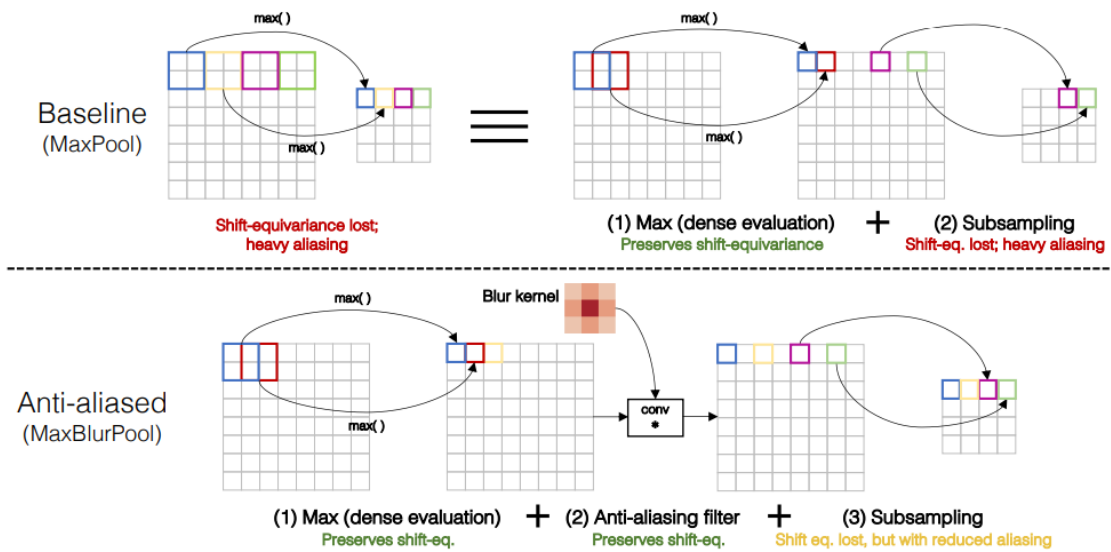 max( )
max( )
Baseline
(MaxPool)
Shift-equivariance lost;
heavy aliasing
max( )
max( )
(1) Max (dense evaluation)
Preserves shift-equivariance
+
(2) Subsampling
Shift-eq. lost; heavy aliasing
Anti-aliased
(MaxBlurPool)
max( )
max( )
Blur kernel
conv
*
(1) Max (dense evaluation)
Preserves shift-eq.
+
(2) Anti-aliasing filter
Preserves shift-eq.
+
(3) Subsampling
Shift eq. lost, but with reduced aliasing